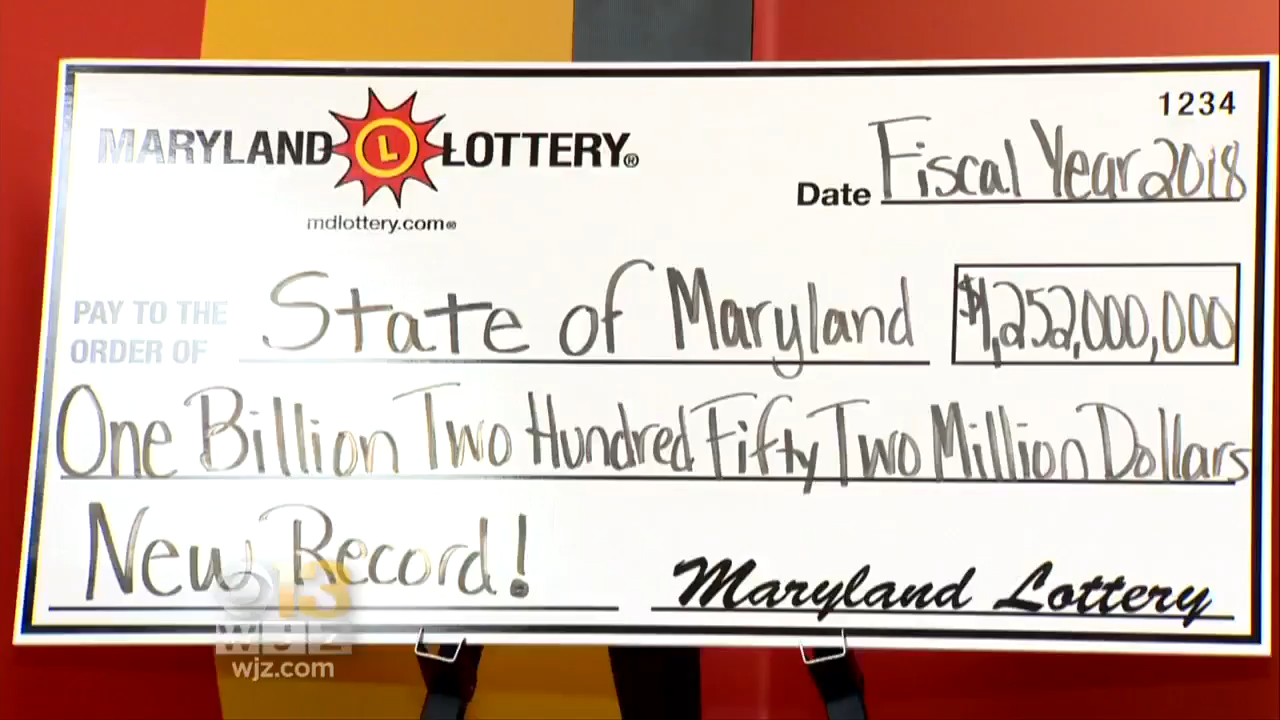 1234
MARYLAND L LOTTERY®
mdlottery.com®
Date Fiscal Year 2018
PAY TO THE
ORDER OF State of Maryland $1,252,000,000
One Billion Two Hundred Fifty Two Million Dollars
New Record! Maryland Lottery
13
WJZ
wjz.com